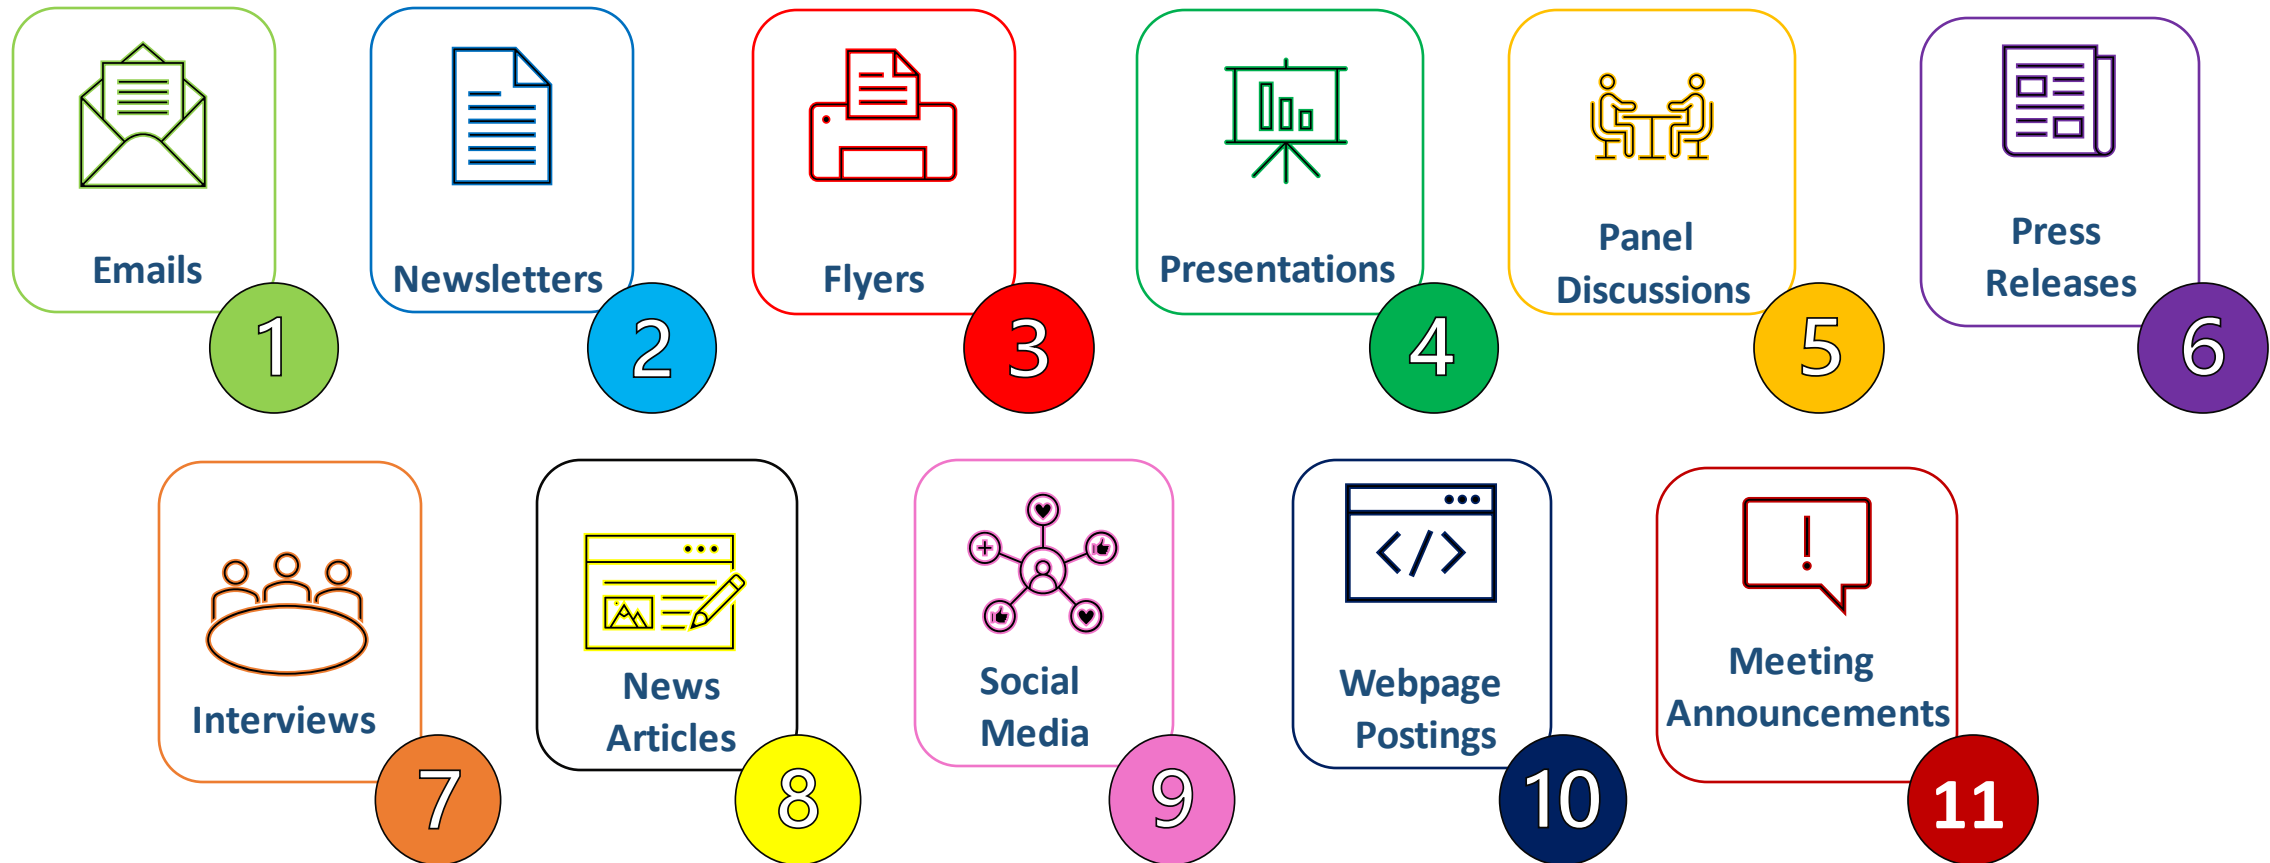 Emails
1
Newsletters
2
Flyers
3
Presentations
4
Panel
Discussions
5
Press
Releases
6
Interviews
7
News
Articles
8
Social
Media
9
</>
Webpage
Postings
10
!
Meeting
Announcements
11